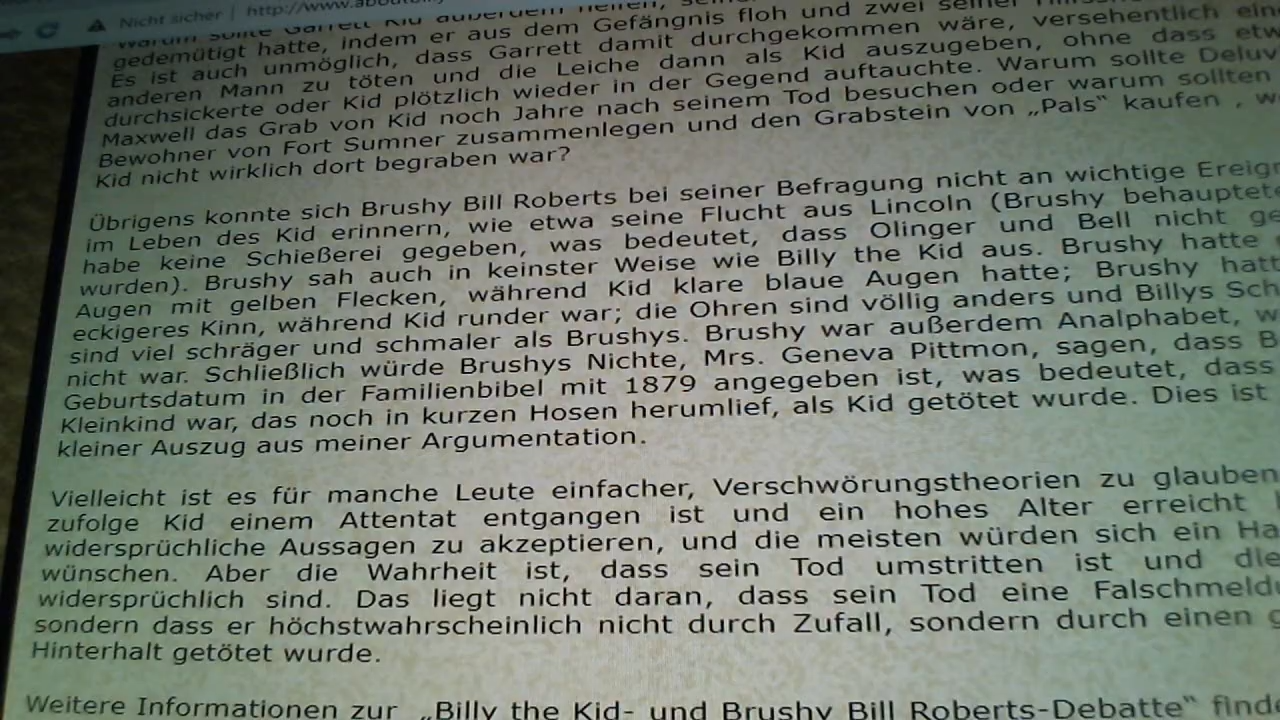 Nicht sicher | http://www.
warum sollte Garrett Kid außerdem helfen,
gedemütigt hatte, indem er aus dem Gefängnis floh und zwei seiner
Es ist auch unmöglich, dass Garrett damit durchgekommen wäre, versehentlich
anderen Mann zu töten und die Leiche dann als Kid auszugeben, ohne dass
durchsickerte oder Kid plötzlich wieder in der Gegend auftauchte. Warum sollte
Maxwell das Grab von Kid noch Jahre nach seinem Tod besuchen oder warum sollten
Bewohner von Fort Sumner zusammenlegen und den Grabstein von „Pals“ kaufen ,
Kid nicht wirklich dort begraben war?
Übrigens konnte sich Brushy Bill Roberts bei seiner Befragung nicht an wichtige
im Leben des Kid erinnern, wie etwa seine Flucht aus Lincoln (Brushy behauptete
habe keine Schießerei gegeben, was bedeutet, dass Olinger und Bell nicht
wurden). Brushy sah auch in keinster Weise wie Billy the Kid aus. Brushy hatte
Augen mit gelben Flecken, während Kid klare blaue Augen hatte; Brushy
eckigeres Kinn, während Kid runder war; die Ohren sind völlig anders und Billys
sind viel schräger und schmaler als Brushys. Brushy war außerdem Analphabet,
nicht war. Schließlich würde Brushys Nichte, Mrs. Geneva Pittmon, sagen, dass
Geburtsdatum in der Familienbibel mit 1879 angegeben ist, was bedeutet, dass
Kleinkind war, das noch in kurzen Hosen herumlief, als Kid getötet wurde. Dies ist
kleiner Auszug aus meiner Argumentation.
Vielleicht ist es für manche Leute einfacher, Verschwörungstheorien zu glauben
zufolge Kid einem Attentat entgangen ist und ein hohes Alter erreicht
widersprüchliche Aussagen zu akzeptieren, und die meisten würden sich ein
wünschen. Aber die Wahrheit ist, dass sein Tod umstritten ist und
widersprüchlich sind. Das liegt nicht daran, dass sein Tod eine
sondern dass er höchstwahrscheinlich nicht durch Zufall, sondern durch einen
Hinterhalt getötet wurde.
Weitere Informationen zur „Billy the Kid- und Brushy Bill Roberts-Debatte“